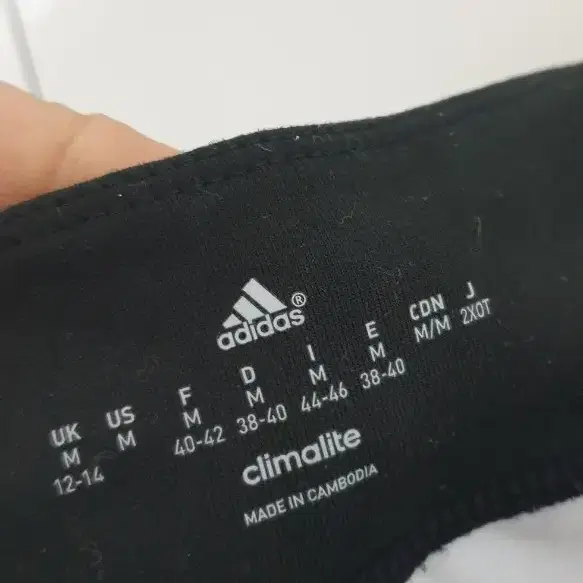 adidas®
UK US F D I E CDN J
M M M M M M M/M 2XOT
12-14 40-42 38-40 44-46 38-40
climalite
MADE IN CAMBODIA